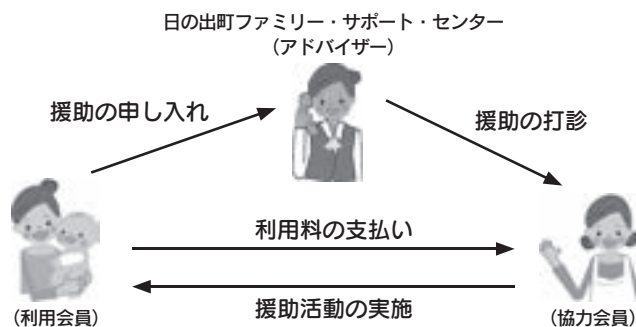 日の出町ファミリー・サポート・センター
（アドバイザー）
援助の申し入れ
援助の打診
利用料の支払い
援助活動の実施
（利用会員）
（協力会員）